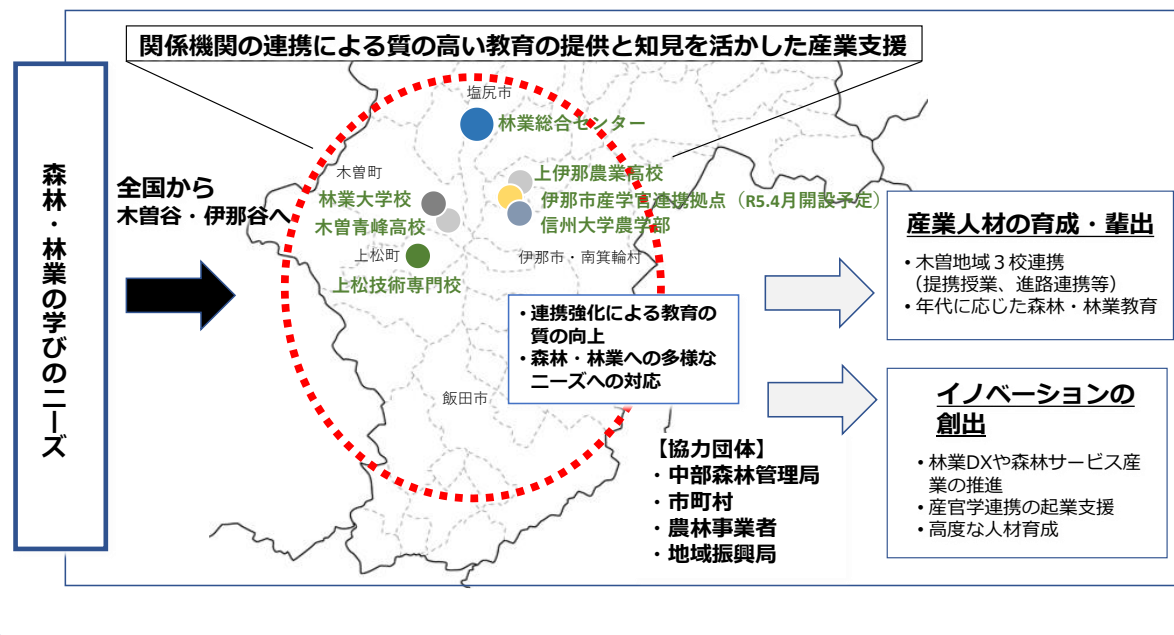 関係機関の連携による質の高い教育の提供と知見を活かした産業支援
森林・林業の学びのニーズ
全国から
木曽谷・伊那谷へ
塩尻市
林業総合センター
木曽町
林業大学校
木曽青峰高校
上松町
上松技術専門校
上伊那農業高校
伊那市産学官連携拠点（R5.4月開設予定）
信州大学農学部
伊那市・南箕輪村
・連携強化による教育の
質の向上
・森林・林業への多様な
ニーズへの対応
飯田市
【協力団体】
・中部森林管理局
・市町村
・農林事業者
・地域振興局
産業人材の育成・輩出
・木曽地域３校連携
（提携授業、進路連携等）
・年代に応じた森林・林業教育
イノベーションの
創出
・林業DXや森林サービス産
業の推進
・産官学連携の起業支援
・高度な人材育成